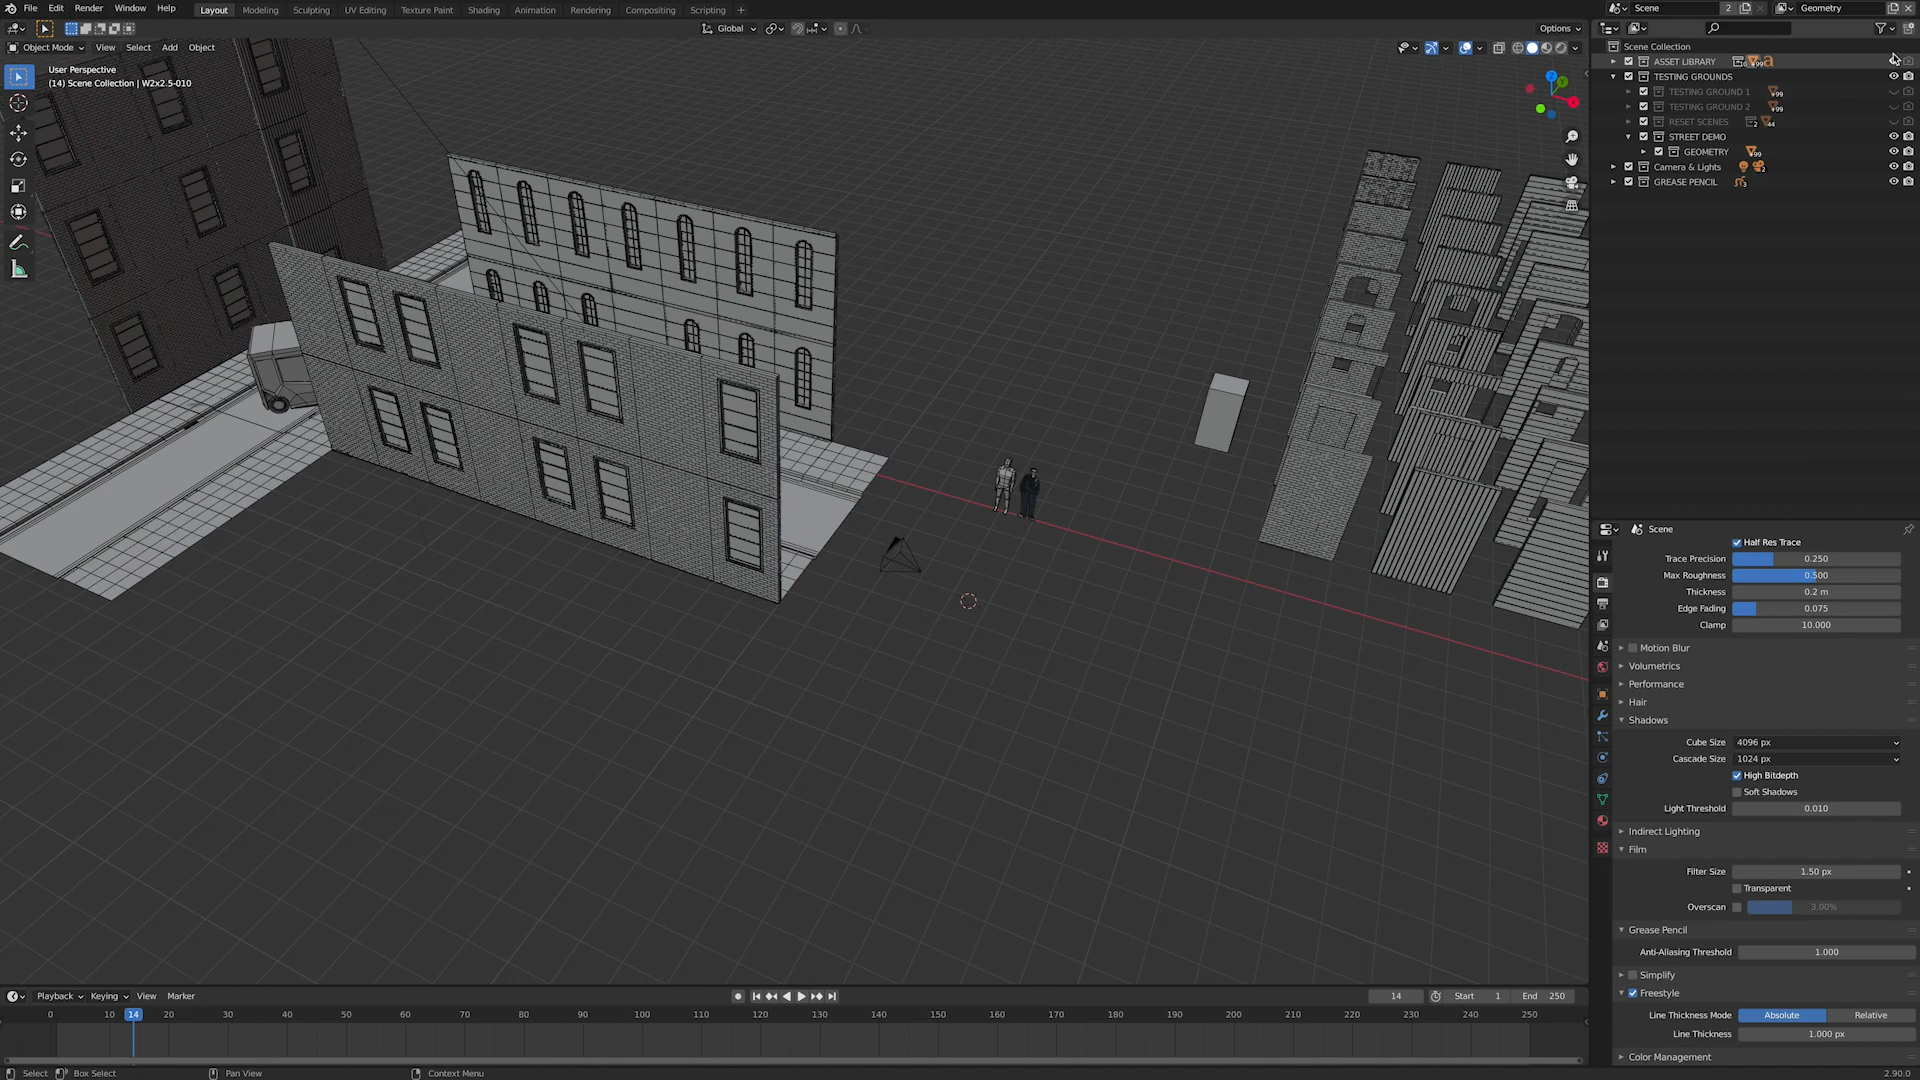 File Edit Render Window Help
Layout Modeling Sculpting UV Editing Texture Paint Shading Animation Rendering Compositing Scripting +
Scene 2 Geometry
Global Options
Object Mode View Select Add Object
User Perspective
(14) Scene Collection | W2x2.5-010
Scene Collection
ASSET LIBRARY
TESTING GROUNDS
TESTING GROUND 1
TESTING GROUND 2
RESET SCENES 2 44
STREET DEMO
GEOMETRY
Camera & Lights 2
GREASE PENCIL 3
Scene
Half Res Trace
Trace Precision 0.250
Max Roughness 0.500
Thickness 0.2 m
Edge Fading 0.075
Clamp 10.000
Motion Blur
Volumetrics
Performance
Hair
Shadows
Cube Size 4096 px
Cascade Size 1024 px
High Bitdepth
Soft Shadows
Light Threshold 0.010
Indirect Lighting
Film
Filter Size 1.50 px
Transparent
Overscan 3.00%
Grease Pencil
Anti-Aliasing Threshold 1.000
Simplify
Freestyle
Line Thickness Mode Absolute Relative
Line Thickness 1.000 px
Color Management
Playback Keying View Marker
14 Start 1 End 250
0 10 14 20 30 40 50 60 70 80 90 100 110 120 130 140 150 160 170 180 190 200 210 220 230 240 250
Select Box Select Pan View Context Menu
2.90.0